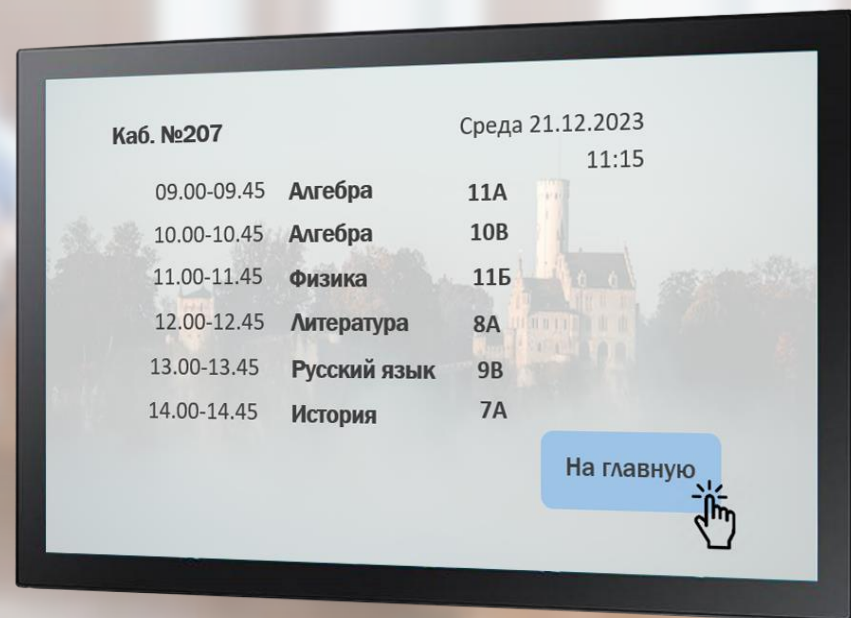 Каб. №207
Среда 21.12.2023
11:15
09.00-09.45 Алгебра 11А
10.00-10.45 Алгебра 10В
11.00-11.45 Физика 11Б
12.00-12.45 Литература 8А
13.00-13.45 Русский язык 9В
14.00-14.45 История 7А
На главную